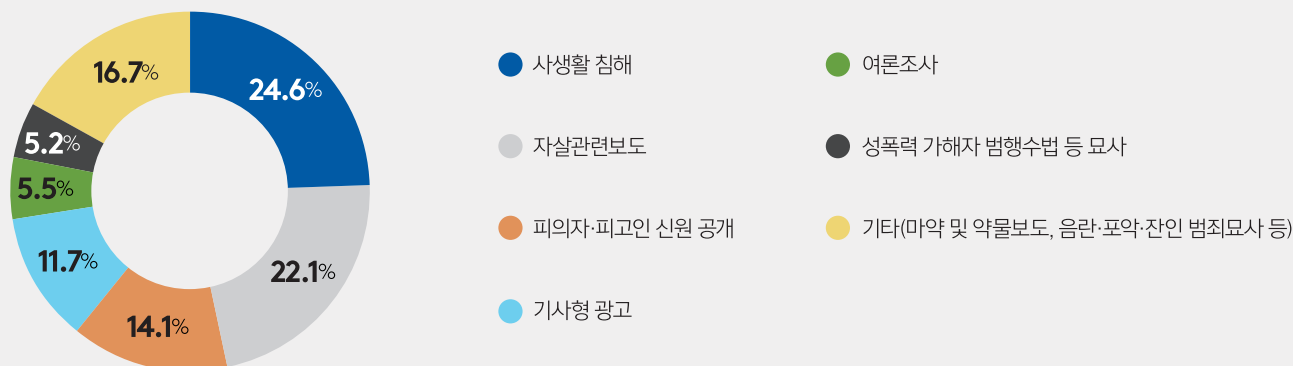 16.7%
24.6%
5.2%
5.5%
11.7%
22.1%
14.1%
사생활 침해
자살관련보도
피의자·피고인 신원 공개
기사형 광고
여론조사
성폭력 가해자 범행수법 등 묘사
기타(마약 및 약물보도, 음란·포악·잔인 범죄묘사 등)